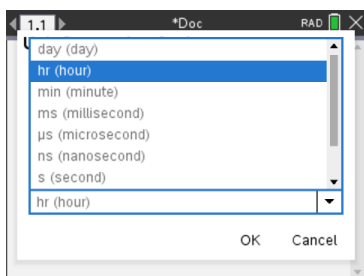 1.1
*Doc
RAD
day (day)
hr (hour)
min (minute)
ms (millisecond)
µs (microsecond)
ns (nanosecond)
s (second)
hr (hour)
OK
Cancel